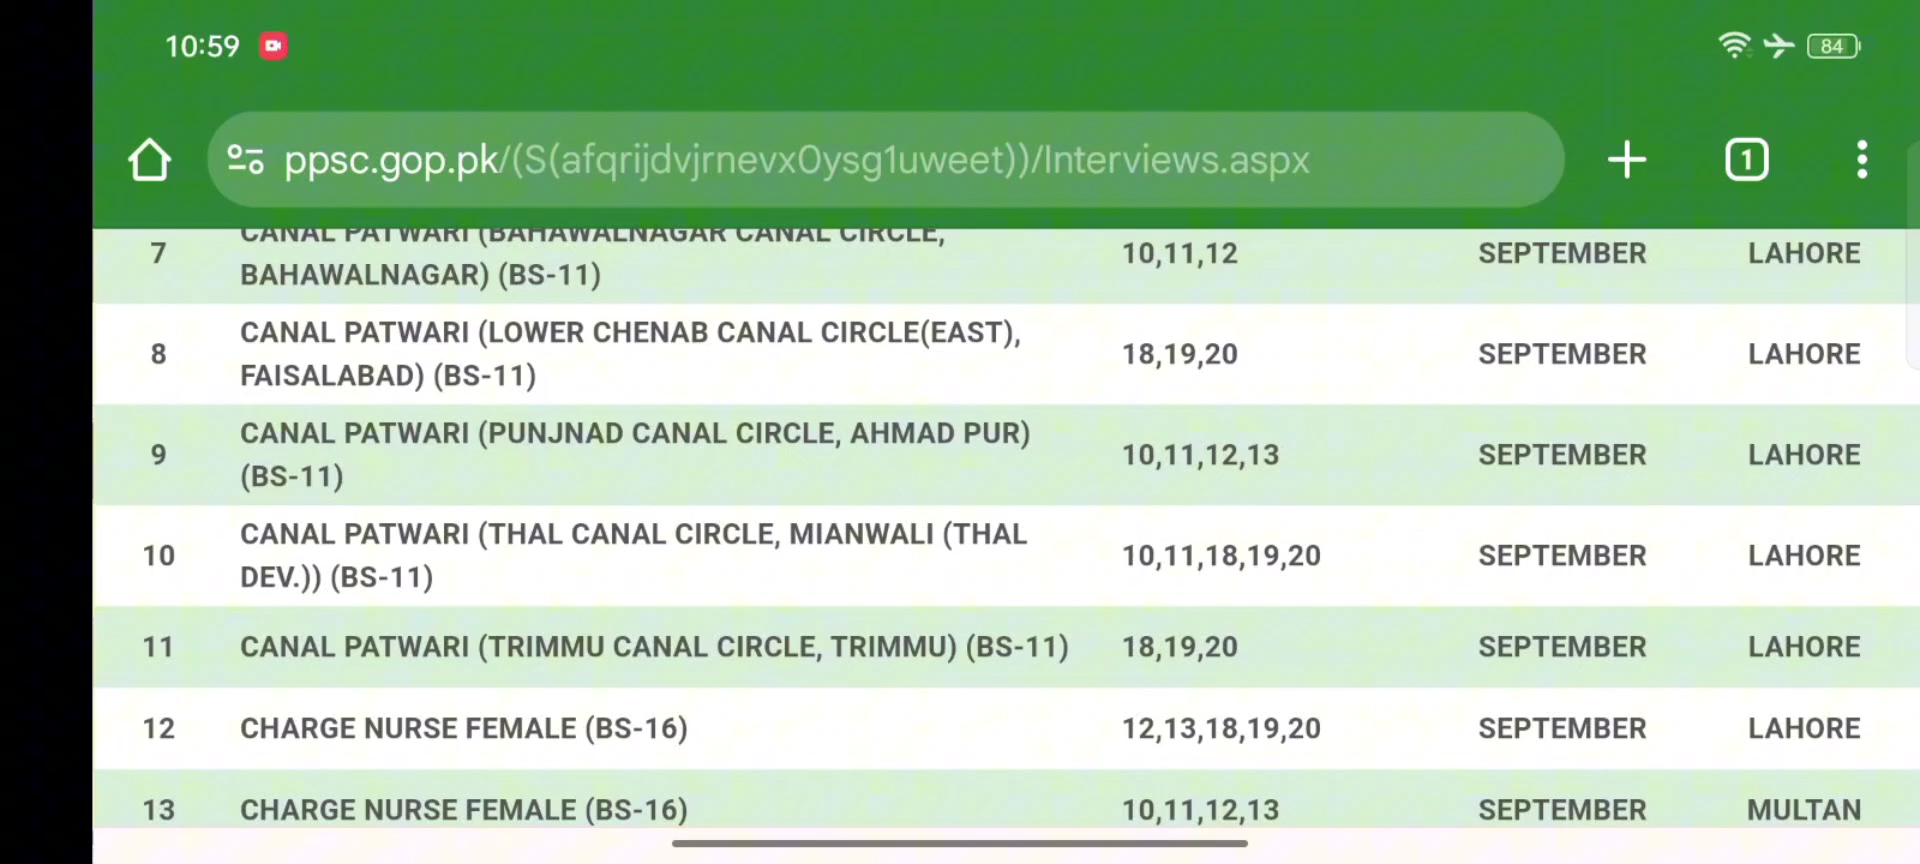 10:59
84
ppsc.gop.pk/(S(afqrijdvjrnevx0ysg1uweet))/Interviews.aspx
1
7 CANAL PATWARI (BAHAWALNAGAR CANAL CIRCLE, BAHAWALNAGAR) (BS-11) 10,11,12 SEPTEMBER LAHORE
8 CANAL PATWARI (LOWER CHENAB CANAL CIRCLE(EAST), FAISALABAD) (BS-11) 18,19,20 SEPTEMBER LAHORE
9 CANAL PATWARI (PUNJNAD CANAL CIRCLE, AHMAD PUR) (BS-11) 10,11,12,13 SEPTEMBER LAHORE
10 CANAL PATWARI (THAL CANAL CIRCLE, MIANWALI (THAL DEV.)) (BS-11) 10,11,18,19,20 SEPTEMBER LAHORE
11 CANAL PATWARI (TRIMMU CANAL CIRCLE, TRIMMU) (BS-11) 18,19,20 SEPTEMBER LAHORE
12 CHARGE NURSE FEMALE (BS-16) 12,13,18,19,20 SEPTEMBER LAHORE
13 CHARGE NURSE FEMALE (BS-16) 10,11,12,13 SEPTEMBER MULTAN